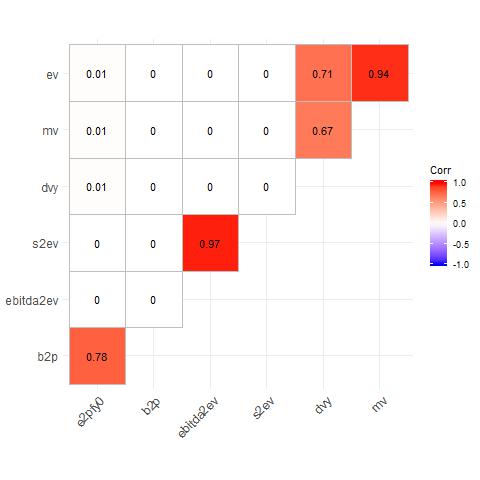 ev 0.01 0 0 0 0.71 0.94
mv 0.01 0 0 0 0.67
dvy 0.01 0 0 0
s2ev 0 0 0.97
ebitda2ev 0 0
b2p 0.78
e2pfy0 b2p ebitda2ev s2ev dvy mv
Corr
1.0
0.5
0.0
-0.5
-1.0